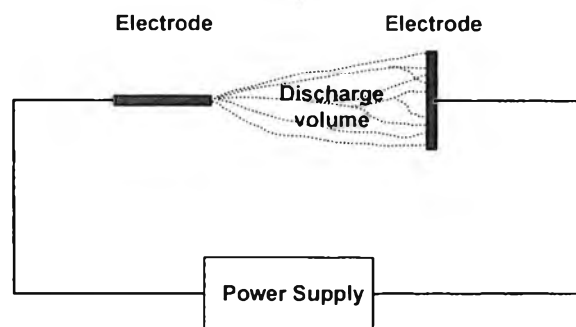 Electrode
Electrode
Discharge
volume
Power Supply